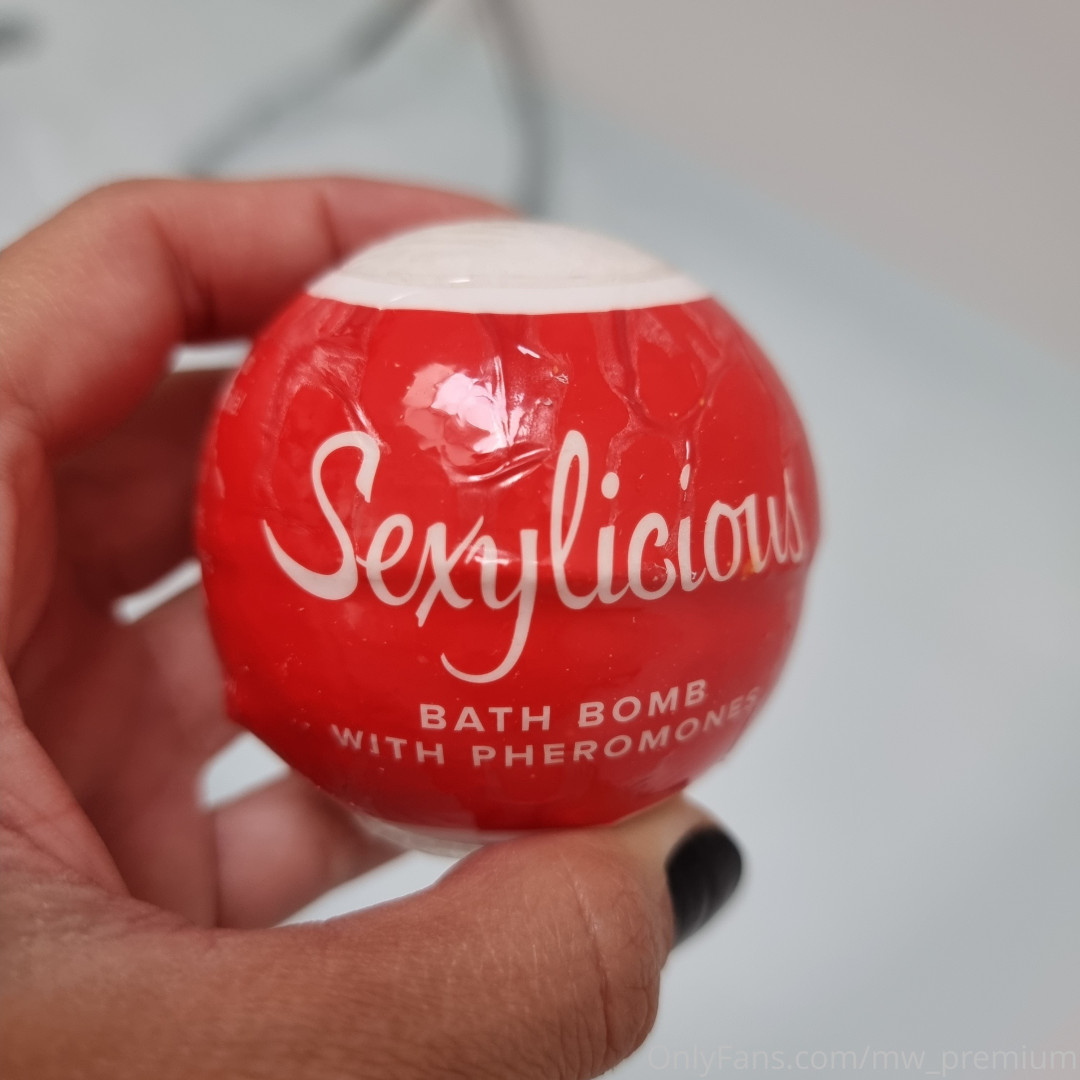 Sexylicious
BATH BOMB
WITH PHEROMONES
OnlyFans.com/mw_premium